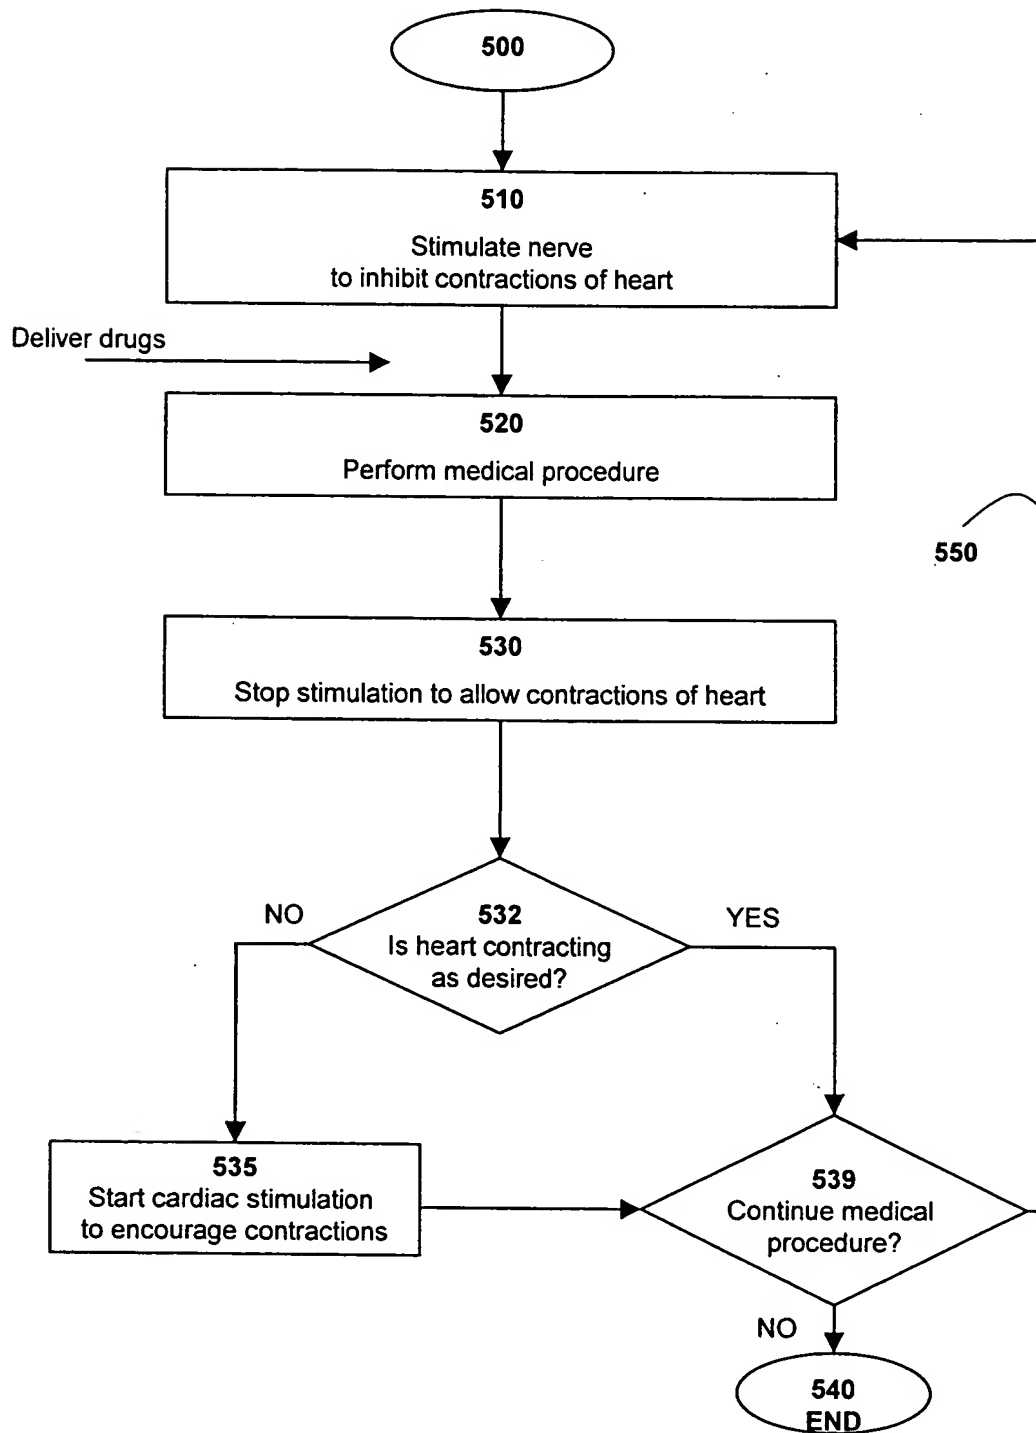 500
510
Stimulate nerve
to inhibit contractions of heart
Deliver drugs
520
Perform medical procedure
550
530
Stop stimulation to allow contractions of heart
NO
532
YES
Is heart contracting
as desired?
535
Start cardiac stimulation
to encourage contractions
539
Continue medical
procedure?
NO
540
END